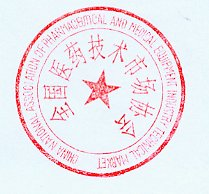 CHINA NATIONAL ASSOCIATION OF PHARMACEUTICAL AND MEDICAL EQUIPMENT INDUSTRY TECHNICAL MARKET
全国医药技术市场协会